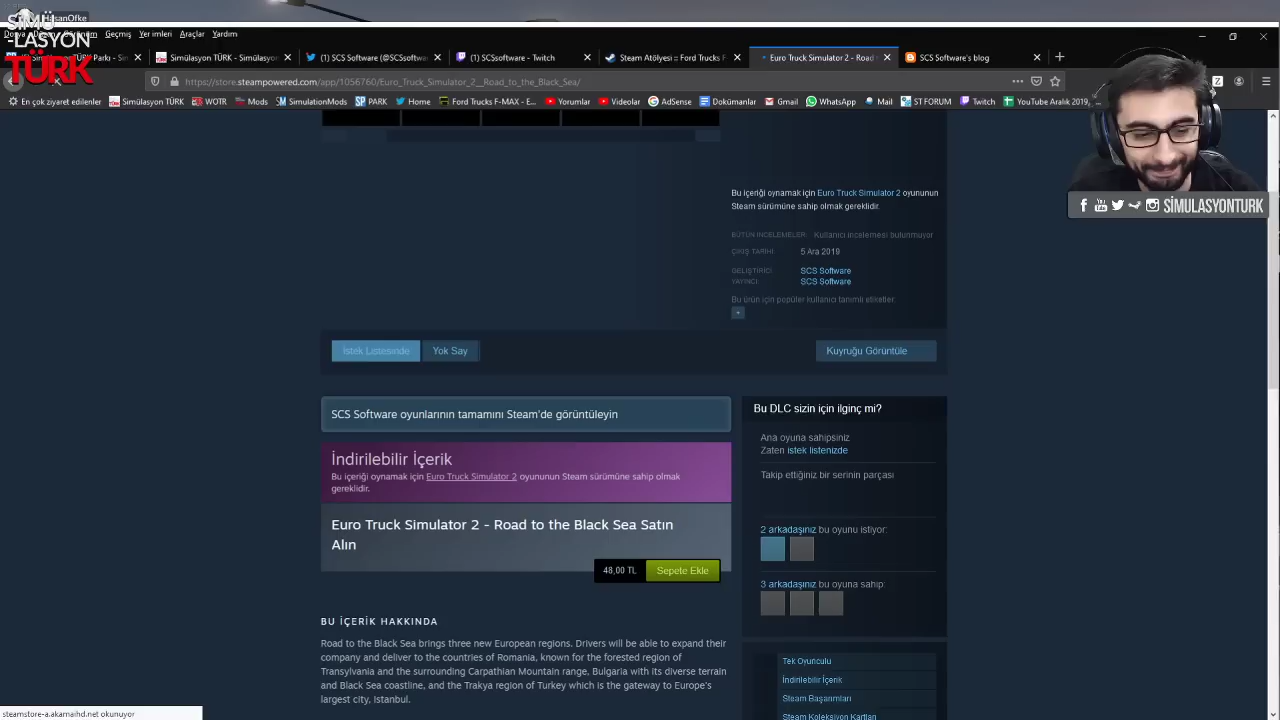 HasanOfke
SİMÜ
-LASYON
TÜRK
Dosya Düzen Görünüm Geçmiş Yer imleri Araçlar Yardım
Simülasyon TÜRK - Simulasy
SCS Software (@SCSsoftwar
SCSsoftware - Twitch
Steam Atölyesi :: Ford Trucks F
Euro Truck Simulator 2 - Road
SCS Software's blog
https://store.steampowered.com/app/1056760/Euro_Truck_Simulator_2__Road_to_the_Black_Sea/
En çok ziyaret edilenler Simülasyon TÜRK WOTR Mods SimulationMods PARK Home Ford Trucks F-MAX - E... Yorumlar Videolar AdSense Dokümanlar Gmail WhatsApp Mail ST FORUM Twitch YouTube Aralık 2019,
SİMULASYONTURK
Bu içeriği oynamak için Euro Truck Simulator 2 oyununun
Steam sürümüne sahip olmak gereklidir.
BÜTÜN İNCELEMELER: Kullanıcı incelemesi bulunmuyor
ÇIKIŞ TARİHİ: 5 Ara 2019
GELİŞTİRİCİ: SCS Software
YAYINCI: SCS Software
Bu ürün için popüler kullanıcı tanımlı etiketler:
+
İstek Listesinde Yok Say Kuyruğu Görüntüle
SCS Software oyunlarının tamamını Steam'de görüntüleyin
İndirilebilir İçerik
Bu içeriği oynamak için Euro Truck Simulator 2 oyununun Steam sürümüne sahip olmak
gereklidir.
Euro Truck Simulator 2 - Road to the Black Sea Satın
Alın
48,00 TL Sepete Ekle
BU İÇERİK HAKKINDA
Road to the Black Sea brings three new European regions. Drivers will be able to expand their
company and deliver to the countries of Romania, known for the forested region of
Transylvania and the surrounding Carpathian Mountain range, Bulgaria with its diverse terrain
and Black Sea coastline, and the Trakya region of Turkey which is the gateway to Europe's
largest city, Istanbul.
Bu DLC sizin için ilginç mi?
Ana oyuna sahipsiniz
Zaten istek listenizde
Takip ettiğiniz bir serinin parçası
2 arkadaşınız bu oyunu istiyor:
3 arkadaşınız bu oyuna sahip:
Tek Oyunculu
İndirilebilir İçerik
Steam Başarımları
Steam Koleksiyon Kartları
steamstore-a.akamaihd.net okunuyor